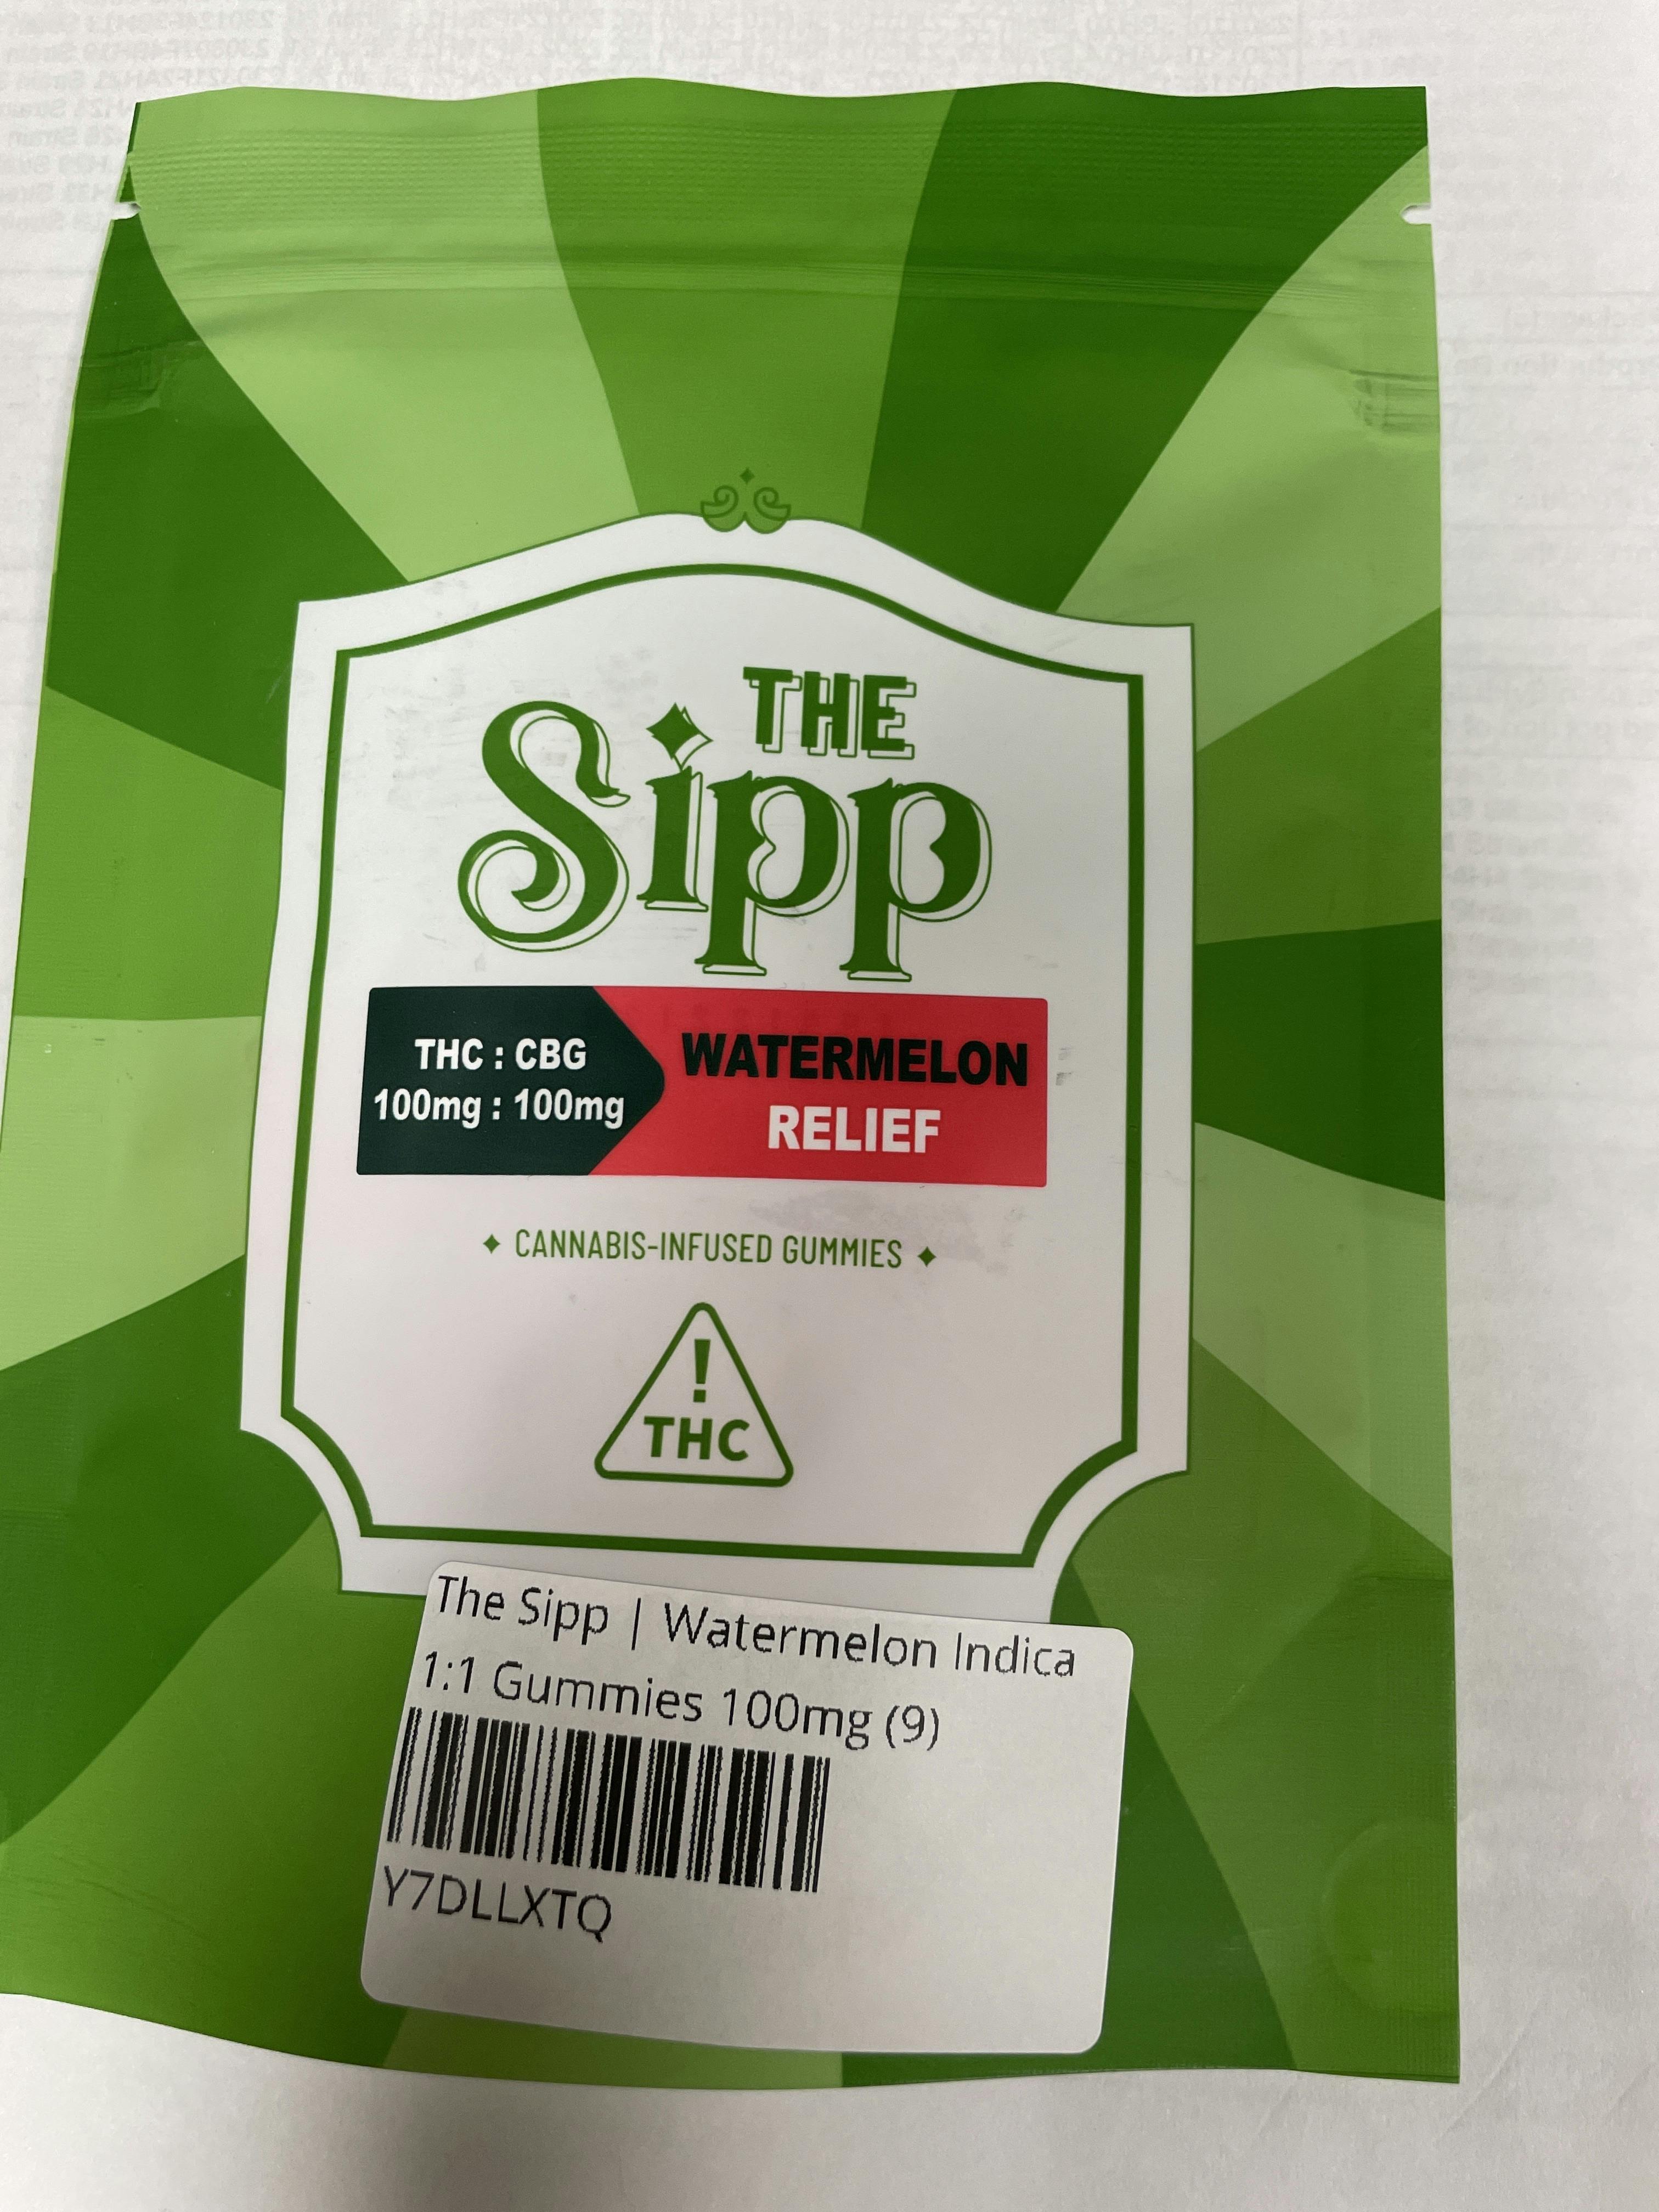 THE
Sipp
THC : CBG
100mg : 100mg
WATERMELON
RELIEF
CANNABIS-INFUSED GUMMIES
!
THC
The Sipp | Watermelon Indica
1:1 Gummies 100mg (9)
Y7DLLXTQ